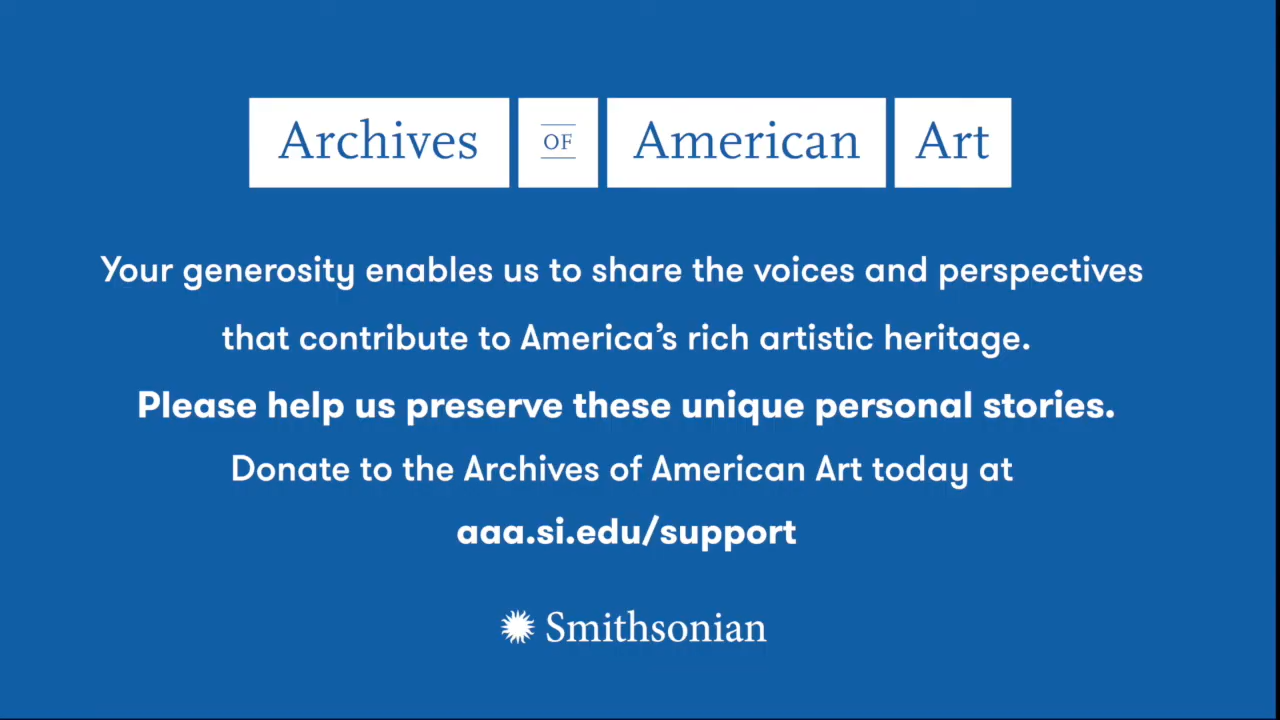 Archives OF American Art
Your generosity enables us to share the voices and perspectives
that contribute to America’s rich artistic heritage.
Please help us preserve these unique personal stories.
Donate to the Archives of American Art today at
aaa.si.edu/support
Smithsonian